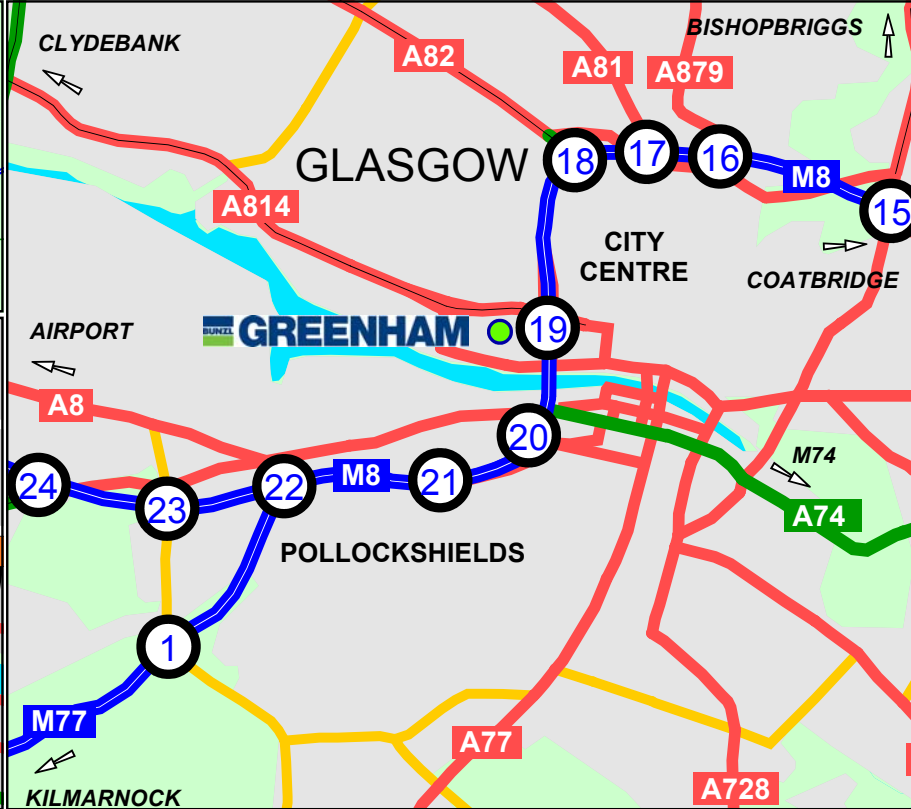 CLYDEBANK
BISHOPBRIGGS
A82
A81
A879
GLASGOW
18
17
16
M8
15
A814
CITY
CENTRE
COATBRIDGE
AIRPORT
BUNZL GREENHAM
19
A8
20
M74
24
23
22
M8
21
A74
POLLOCKSHIELDS
1
M77
A77
KILMARNOCK
A728